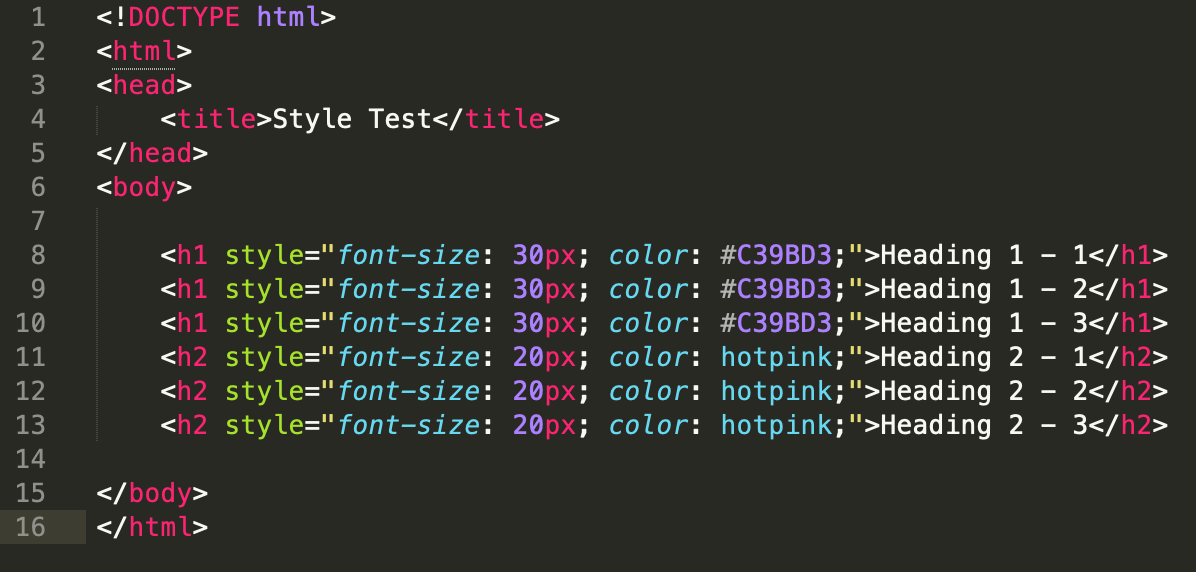 1 <!DOCTYPE html>
2 <html>
3 <head>
4     <title>Style Test</title>
5 </head>
6 <body>
7
8     <h1 style="font-size: 30px; color: #C39BD3;">Heading 1 - 1</h1>
9     <h1 style="font-size: 30px; color: #C39BD3;">Heading 1 - 2</h1>
10     <h1 style="font-size: 30px; color: #C39BD3;">Heading 1 - 3</h1>
11     <h2 style="font-size: 20px; color: hotpink;">Heading 2 - 1</h2>
12     <h2 style="font-size: 20px; color: hotpink;">Heading 2 - 2</h2>
13     <h2 style="font-size: 20px; color: hotpink;">Heading 2 - 3</h2>
14
15 </body>
16 </html>